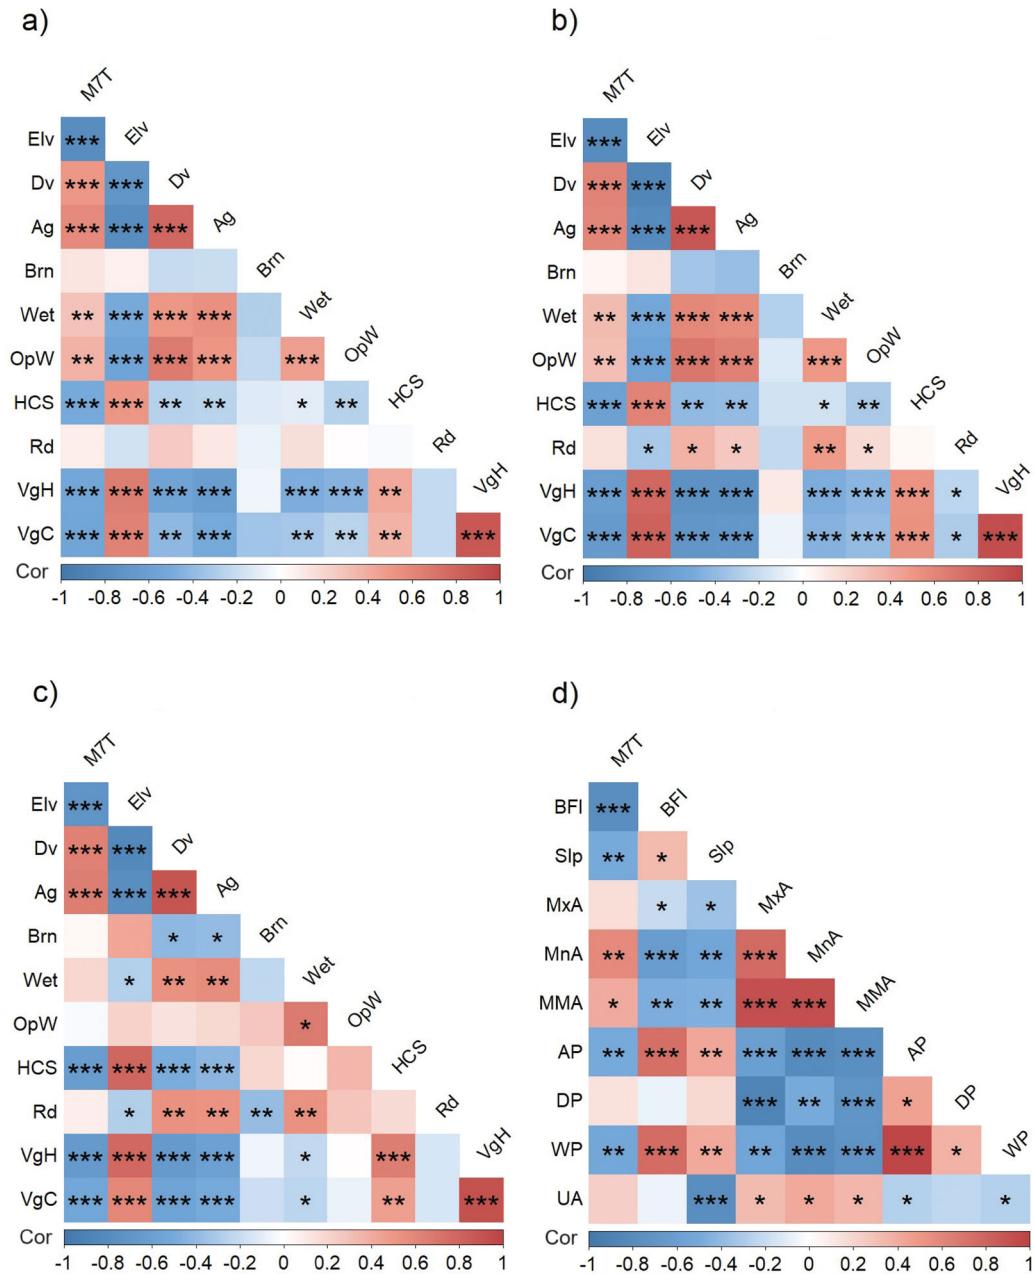 a)
M7T
Elv *** Elv
Dv *** *** Dv
Ag *** *** *** Ag
Brn Brn
Wet ** *** *** *** Wet
OpW ** *** *** *** *** OpW
HCS *** *** ** ** * ** HCS
Rd Rd
VgH *** *** *** *** *** *** ** VgH
VgC *** *** ** *** ** ** ** ***
Cor
-1 -0.8 -0.6 -0.4 -0.2 0 0.2 0.4 0.6 0.8 1
b)
M7T
Elv *** Elv
Dv *** *** Dv
Ag *** *** *** Ag
Brn Brn
Wet ** *** *** *** Wet
OpW ** *** *** *** *** OpW
HCS *** *** ** ** * ** HCS
Rd * * * ** * Rd
VgH *** *** *** *** *** *** *** * VgH
VgC *** *** *** *** *** *** *** * ***
Cor
-1 -0.8 -0.6 -0.4 -0.2 0 0.2 0.4 0.6 0.8 1
c)
M7T
Elv *** Elv
Dv *** *** Dv
Ag *** *** *** Ag
Brn * * Brn
Wet * ** ** Wet
OpW * OpW
HCS *** *** *** *** HCS
Rd * ** ** ** ** Rd
VgH *** *** *** *** * *** VgH
VgC *** *** *** *** * ** ***
Cor
-1 -0.8 -0.6 -0.4 -0.2 0 0.2 0.4 0.6 0.8 1
d)
M7T
BFI *** BFI
Slp ** * Slp
MxA * * MxA
MnA ** *** ** *** MnA
MMA * ** ** *** *** MMA
AP ** *** ** *** *** *** AP
DP *** ** *** * DP
WP ** *** ** ** *** *** *** * WP
UA *** * * * * *
Cor
-1 -0.8 -0.6 -0.4 -0.2 0 0.2 0.4 0.6 0.8 1